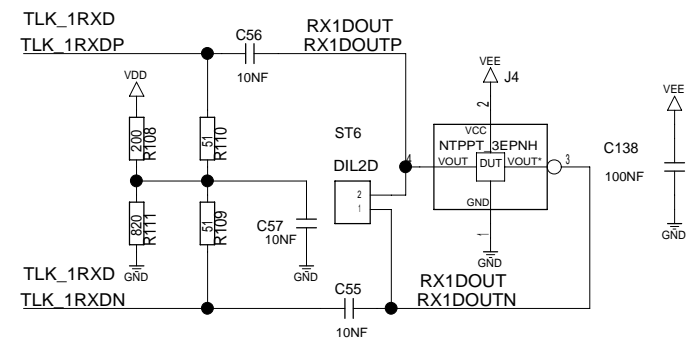 TLK_1RXD
TLK_1RXDP
C56
10NF
RX1DOUT
RX1DOUTP
VDD
200
R108
51
R110
820
R111
51
R109
GND
C57
10NF
GND
ST6
DIL2D
2
1
VEE
J4
2
VCC
NTPPT_3EPNH
4
VOUT
DUT
VOUT*
3
GND
1
GND
VEE
C138
100NF
GND
TLK_1RXD
TLK_1RXDN
C55
10NF
RX1DOUT
RX1DOUTN